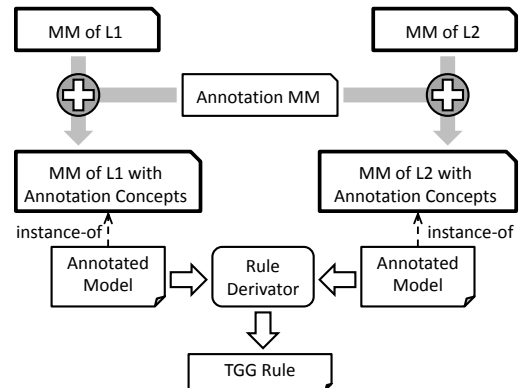 MM of L1
MM of L2
Annotation MM
MM of L1 with
Annotation Concepts
MM of L2 with
Annotation Concepts
instance-of
instance-of
Annotated
Model
Rule
Derivator
Annotated
Model
TGG Rule